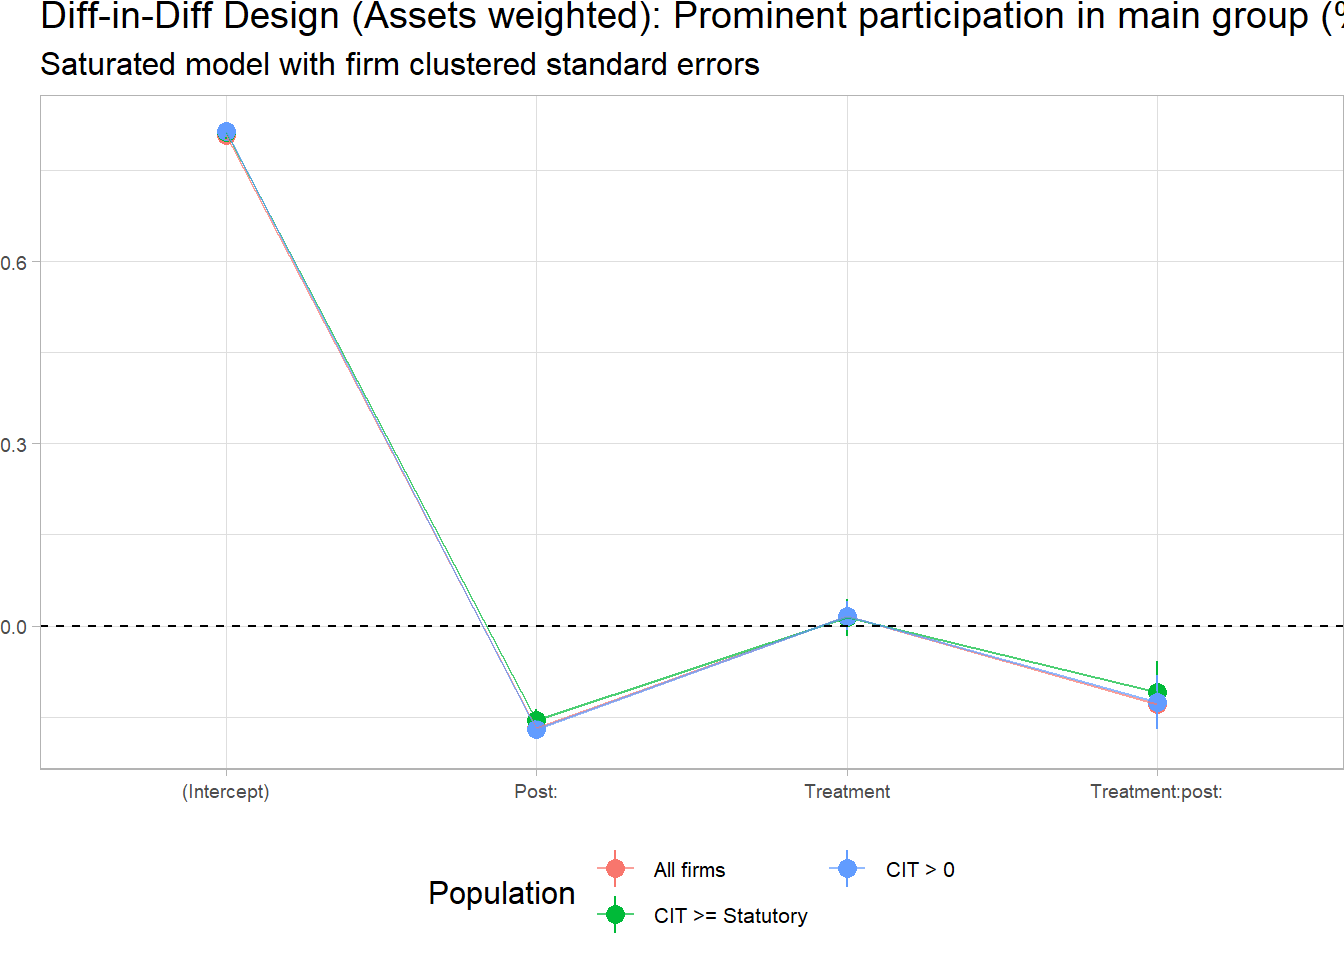 Diff-in-Diff Design (Assets weighted): Prominent participation in main group (%
Saturated model with firm clustered standard errors
0.6
0.3
0.0
(Intercept) Post: Treatment Treatment:post:
Population
All firms CIT > 0
CIT >= Statutory